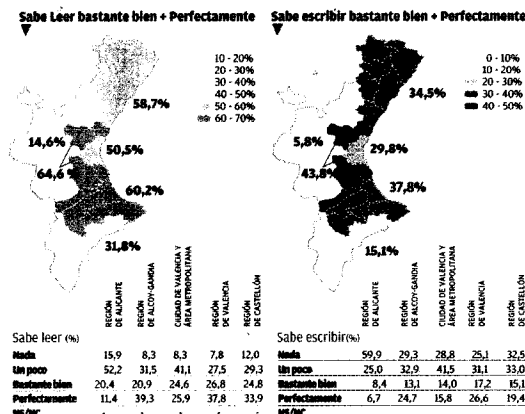 Sabe Leer bastante bien + Perfectamente
10 - 20%
20 - 30%
30 - 40%
40 - 50%
50 - 60%
60 - 70%
58,7%
14,6%
50,5%
64,6%
60,2%
31,8%
REGIÓN DE ALICANTE
REGIÓN DE ALCOY-GANDIA
CIUDAD DE VALENCIA Y ÁREA METROPOLITANA
REGIÓN DE VALENCIA
REGIÓN DE CASTELLÓN
Sabe leer (%)
Nada 15,9 8,3 8,3 7,8 12,0
Un poco 52,2 31,5 41,1 27,5 29,3
Bastante bien 20,4 20,9 24,6 26,8 24,8
Perfectamente 11,4 39,3 25,9 37,8 33,9
NS/NC
Sabe escribir bastante bien + Perfectamente
0 - 10%
10 - 20%
20 - 30%
30 - 40%
40 - 50%
34,5%
5,8%
29,8%
43,8%
37,8%
15,1%
REGIÓN DE ALICANTE
REGIÓN DE ALCOY-GANDIA
CIUDAD DE VALENCIA Y ÁREA METROPOLITANA
REGIÓN DE VALENCIA
REGIÓN DE CASTELLÓN
Sabe escribir(%)
Nada 59,9 29,3 28,8 25,1 32,5
Un poco 25,0 32,9 41,5 31,1 33,0
Bastante bien 8,4 13,1 14,0 17,2 15,1
Perfectamente 6,7 24,7 15,8 26,6 19,4
NS/NC